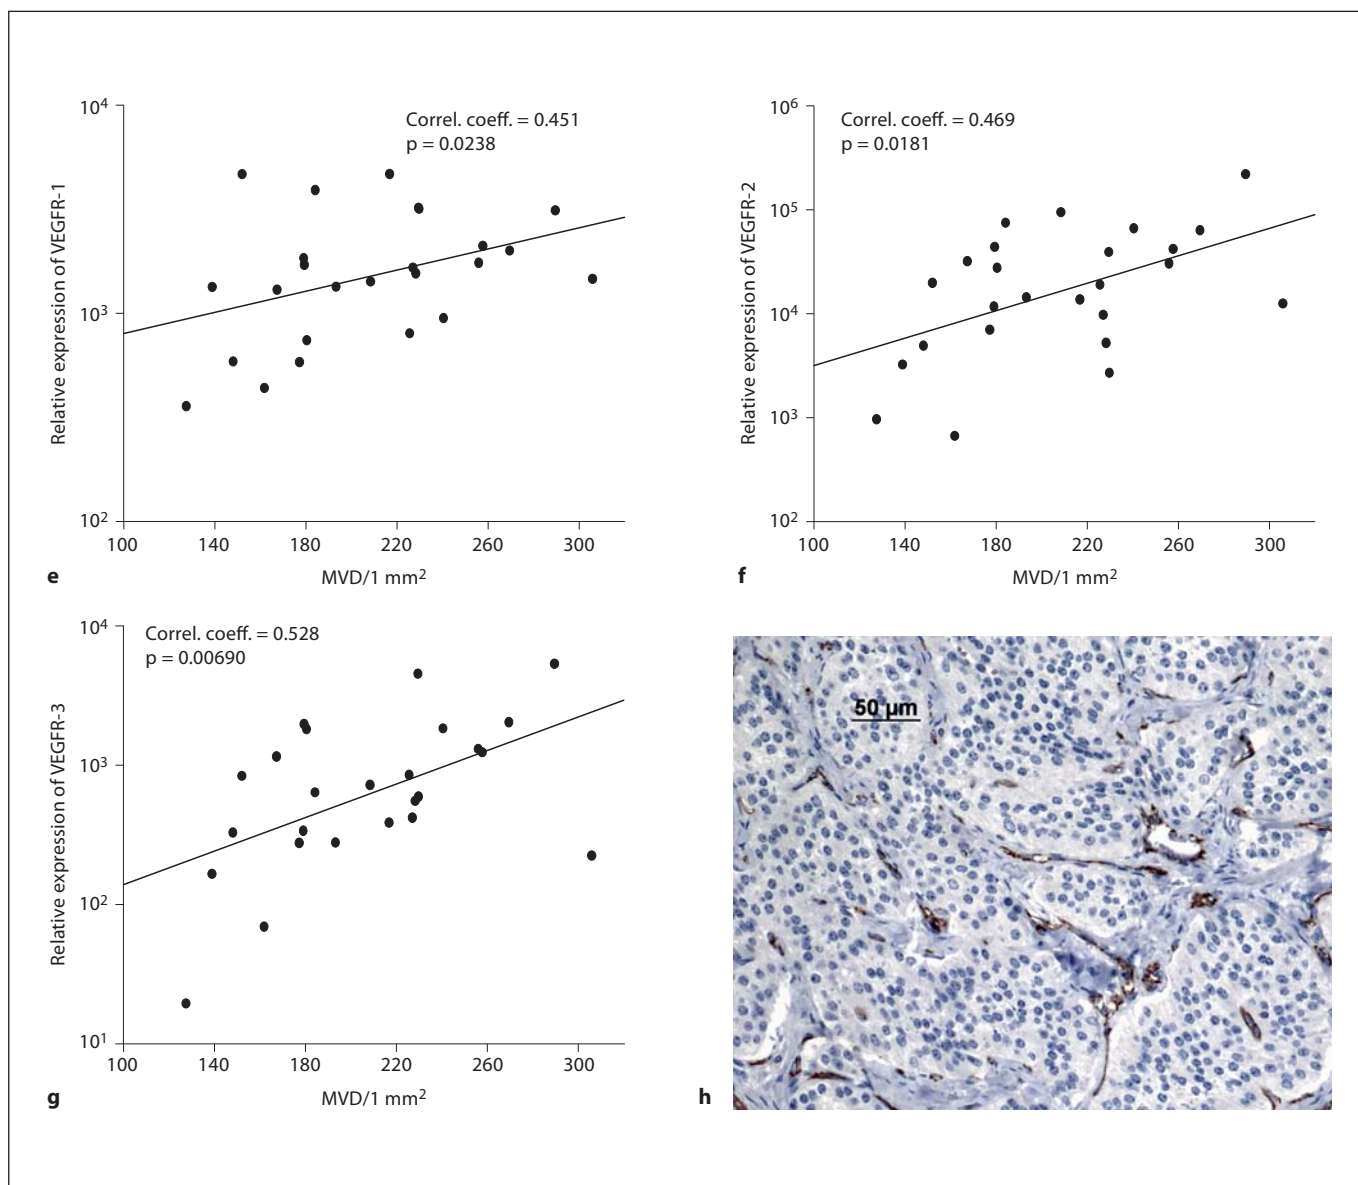 Correl. coeff. = 0.451
p = 0.0238
Relative expression of VEGFR-1
10⁴
10³
10²
100 140 180 220 260 300
MVD/1 mm²
e
Correl. coeff. = 0.469
p = 0.0181
Relative expression of VEGFR-2
10⁶
10⁵
10⁴
10³
10²
100 140 180 220 260 300
MVD/1 mm²
f
Correl. coeff. = 0.528
p = 0.00690
Relative expression of VEGFR-3
10⁴
10³
10²
10¹
100 140 180 220 260 300
MVD/1 mm²
g
50 µm
h